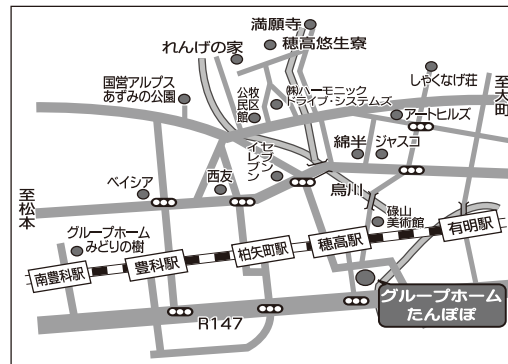 満願寺
れんげの家
穂高悠生寮
しゃくなげ荘
国営アルプス
あずみの公園
公牧
民区
館
㈱ハーモニック
ドライブ・システムズ
アートヒルズ
至大町
綿半
ジャスコ
セブン
イレブン
西友
ベイシア
烏川
碌山
美術館
至松本
グループホーム
みどりの樹
南豊科駅
豊科駅
柏矢町駅
穂高駅
有明駅
グループホーム
たんぽぽ
R147